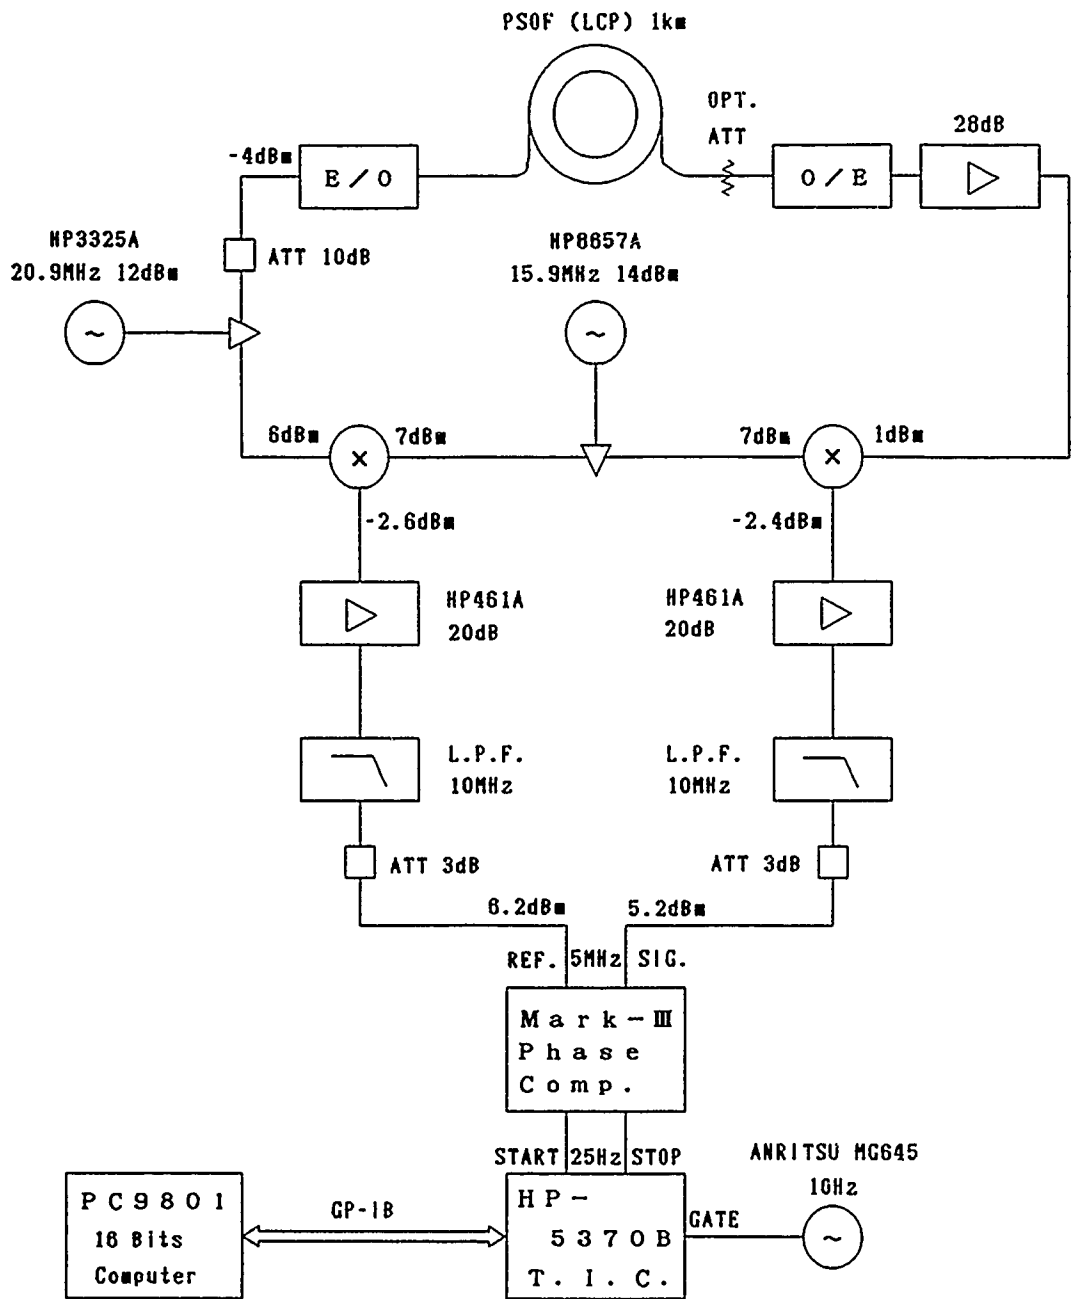 PSOF (LCP) 1km
OPT.
ATT
28dB
-4dBm
E/O
O/E
HP3325A
20.9MHz 12dBm
ATT 10dB
HP8657A
15.9MHz 14dBm
~
~
6dBm
7dBm
7dBm
1dBm
×
×
-2.6dBm
-2.4dBm
HP461A
20dB
HP461A
20dB
L.P.F.
10MHz
L.P.F.
10MHz
ATT 3dB
ATT 3dB
6.2dBm
5.2dBm
REF. 5MHz SIG.
Mark-III
Phase
Comp.
START 25Hz STOP
ANRITSU MG645
10Hz
PC9801
16 Bits
Computer
GP-IB
HP-
5370B
T.I.C.
GATE
~